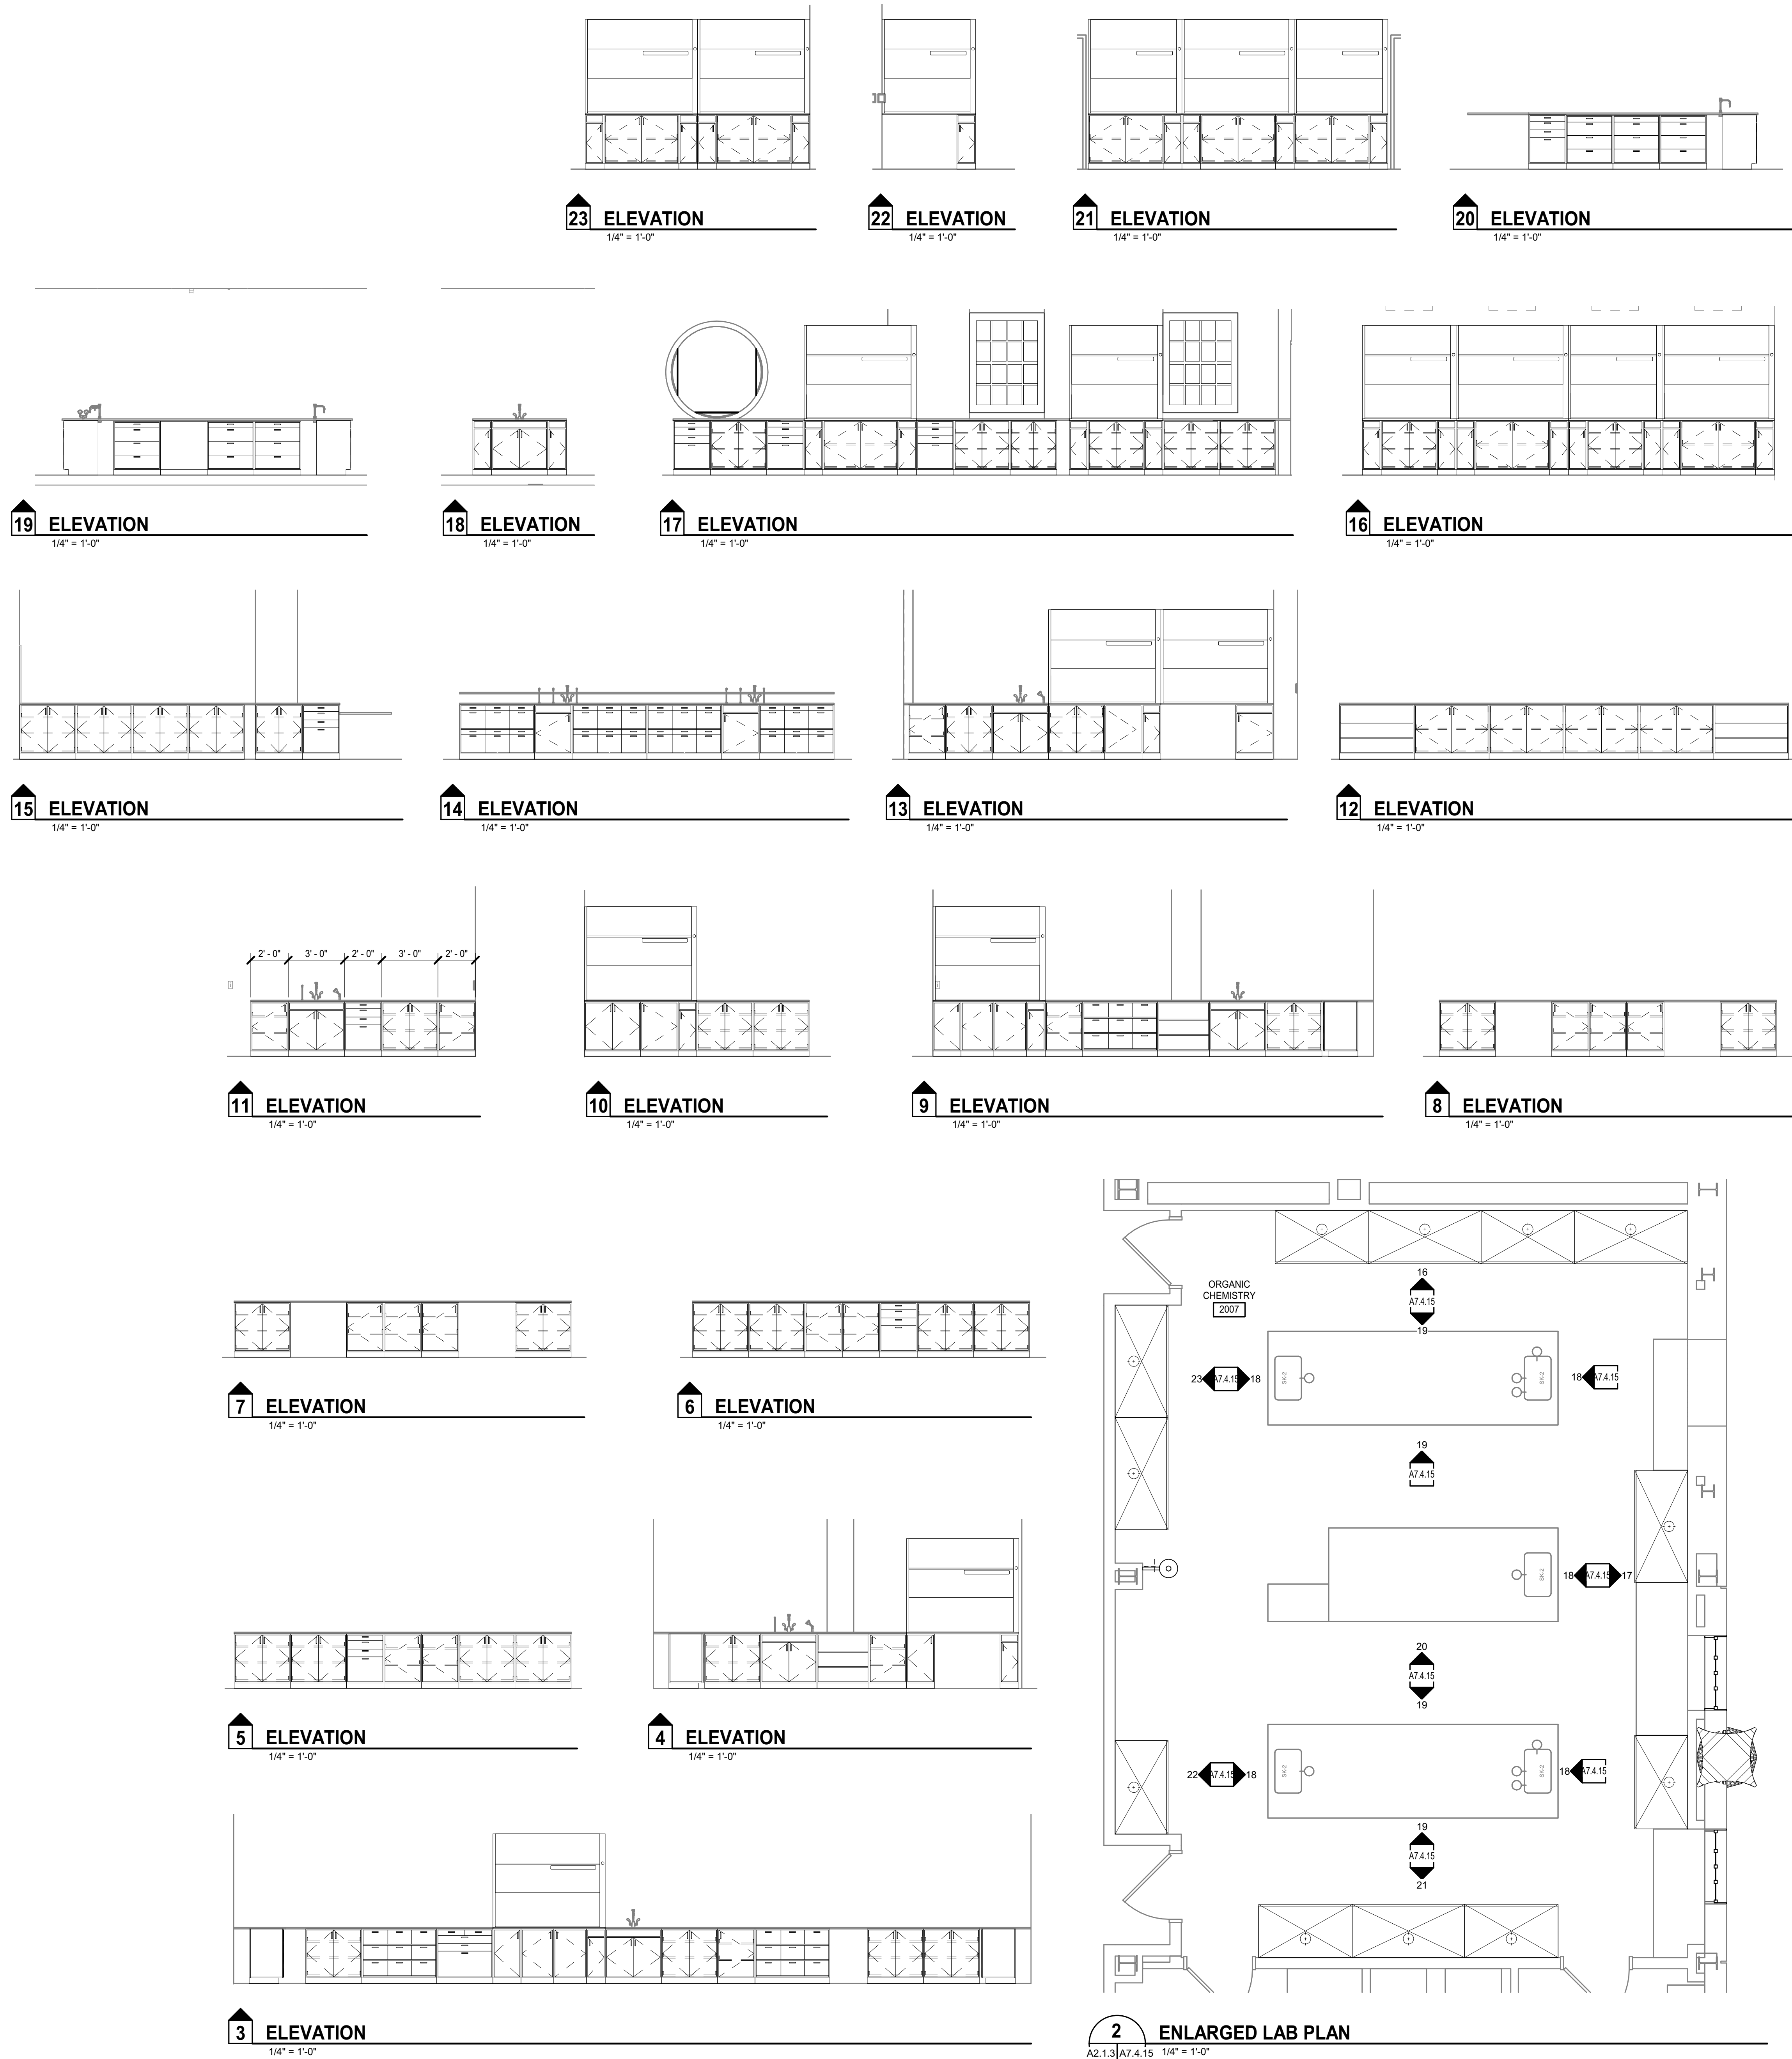 23 ELEVATION
1/4" = 1'-0"
22 ELEVATION
1/4" = 1'-0"
21 ELEVATION
1/4" = 1'-0"
20 ELEVATION
1/4" = 1'-0"
19 ELEVATION
1/4" = 1'-0"
18 ELEVATION
1/4" = 1'-0"
17 ELEVATION
1/4" = 1'-0"
16 ELEVATION
1/4" = 1'-0"
15 ELEVATION
1/4" = 1'-0"
14 ELEVATION
1/4" = 1'-0"
13 ELEVATION
1/4" = 1'-0"
12 ELEVATION
1/4" = 1'-0"
2' - 0" 3' - 0" 2' - 0" 3' - 0" 2' - 0"
11 ELEVATION
1/4" = 1'-0"
10 ELEVATION
1/4" = 1'-0"
9 ELEVATION
1/4" = 1'-0"
8 ELEVATION
1/4" = 1'-0"
7 ELEVATION
1/4" = 1'-0"
6 ELEVATION
1/4" = 1'-0"
5 ELEVATION
1/4" = 1'-0"
4 ELEVATION
1/4" = 1'-0"
3 ELEVATION
1/4" = 1'-0"
ORGANIC
CHEMISTRY
2007
16
A7.4.15
19
23 A7.4.15 18
SK-2
SK-2
18 A7.4.15
19
A7.4.15
SK-2
18 A7.4.15 17
20
A7.4.15
19
22 A7.4.15 18
SK-2
SK-2
18 A7.4.15
19
A7.4.15
21
2 ENLARGED LAB PLAN
A2.1.3 A7.4.15 1/4" = 1'-0"